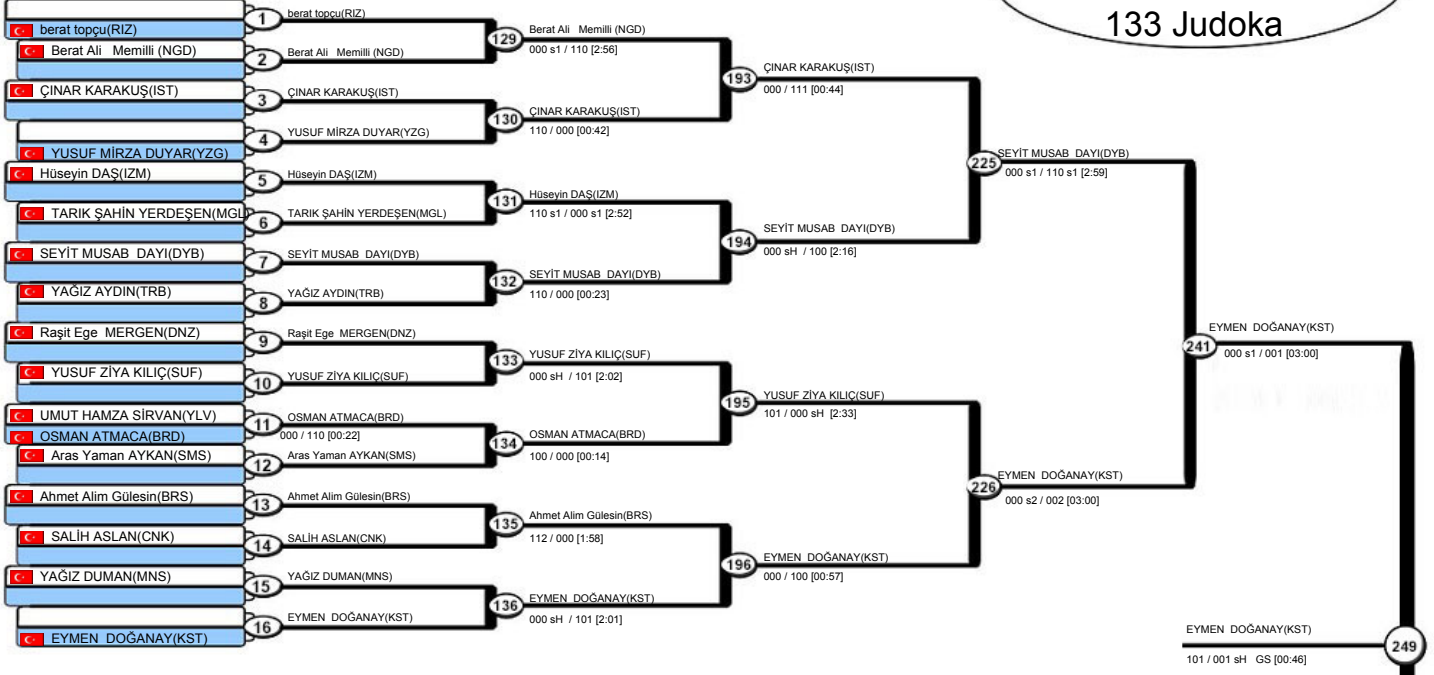 133 Judoka
berat topçu(RIZ)
Berat Ali Memilli (NGD)
ÇINAR KARAKUŞ(IST)
YUSUF MİRZA DUYAR(YZG)
Hüseyin DAŞ(IZM)
TARIK ŞAHİN YERDEŞEN(MGL)
SEYİT MUSAB DAYI(DYB)
YAĞIZ AYDIN(TRB)
Raşit Ege MERGEN(DNZ)
YUSUF ZİYA KILIÇ(SUF)
UMUT HAMZA SİRVAN(YLV)
OSMAN ATMACA(BRD)
Aras Yaman AYKAN(SMS)
Ahmet Alim Gülesin(BRS)
SALİH ASLAN(CNK)
YAĞIZ DUMAN(MNS)
EYMEN DOĞANAY(KST)
1 berat topçu(RIZ)
2 Berat Ali Memilli (NGD)
3 ÇINAR KARAKUŞ(IST)
4 YUSUF MİRZA DUYAR(YZG)
5 Hüseyin DAŞ(IZM)
6 TARIK ŞAHİN YERDEŞEN(MGL)
7 SEYİT MUSAB DAYI(DYB)
8 YAĞIZ AYDIN(TRB)
9 Raşit Ege MERGEN(DNZ)
10 YUSUF ZİYA KILIÇ(SUF)
11 OSMAN ATMACA(BRD)
000 / 110 [00:22]
12 Aras Yaman AYKAN(SMS)
13 Ahmet Alim Gülesin(BRS)
14 SALİH ASLAN(CNK)
15 YAĞIZ DUMAN(MNS)
16 EYMEN DOĞANAY(KST)
129 Berat Ali Memilli (NGD)
000 s1 / 110 [2:56]
130 ÇINAR KARAKUŞ(IST)
110 / 000 [00:42]
131 Hüseyin DAŞ(IZM)
110 s1 / 000 s1 [2:52]
132 SEYİT MUSAB DAYI(DYB)
110 / 000 [00:23]
133 YUSUF ZİYA KILIÇ(SUF)
000 sH / 101 [2:02]
134 OSMAN ATMACA(BRD)
100 / 000 [00:14]
135 Ahmet Alim Gülesin(BRS)
112 / 000 [1:58]
136 EYMEN DOĞANAY(KST)
000 sH / 101 [2:01]
193 ÇINAR KARAKUŞ(IST)
000 / 111 [00:44]
194 SEYİT MUSAB DAYI(DYB)
000 sH / 100 [2:16]
195 YUSUF ZİYA KILIÇ(SUF)
101 / 000 sH [2:33]
196 EYMEN DOĞANAY(KST)
000 / 100 [00:57]
225 SEYİT MUSAB DAYI(DYB)
000 s1 / 110 s1 [2:59]
226 EYMEN DOĞANAY(KST)
000 s2 / 002 [03:00]
241 EYMEN DOĞANAY(KST)
000 s1 / 001 [03:00]
EYMEN DOĞANAY(KST)
249
101 / 001 sH GS [00:46]